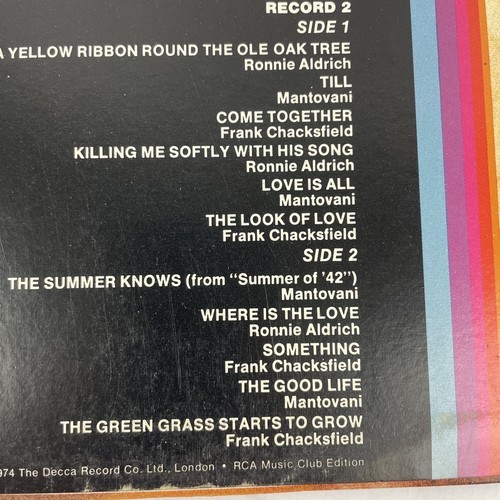 RECORD 2
SIDE 1
A YELLOW RIBBON ROUND THE OLE OAK TREE
Ronnie Aldrich
TILL
Mantovani
COME TOGETHER
Frank Chacksfield
KILLING ME SOFTLY WITH HIS SONG
Ronnie Aldrich
LOVE IS ALL
Mantovani
THE LOOK OF LOVE
Frank Chacksfield
SIDE 2
THE SUMMER KNOWS (from "Summer of '42")
Mantovani
WHERE IS THE LOVE
Ronnie Aldrich
SOMETHING
Frank Chacksfield
THE GOOD LIFE
Mantovani
THE GREEN GRASS STARTS TO GROW
Frank Chacksfield
974 The Decca Record Co. Ltd., London • RCA Music Club Edition